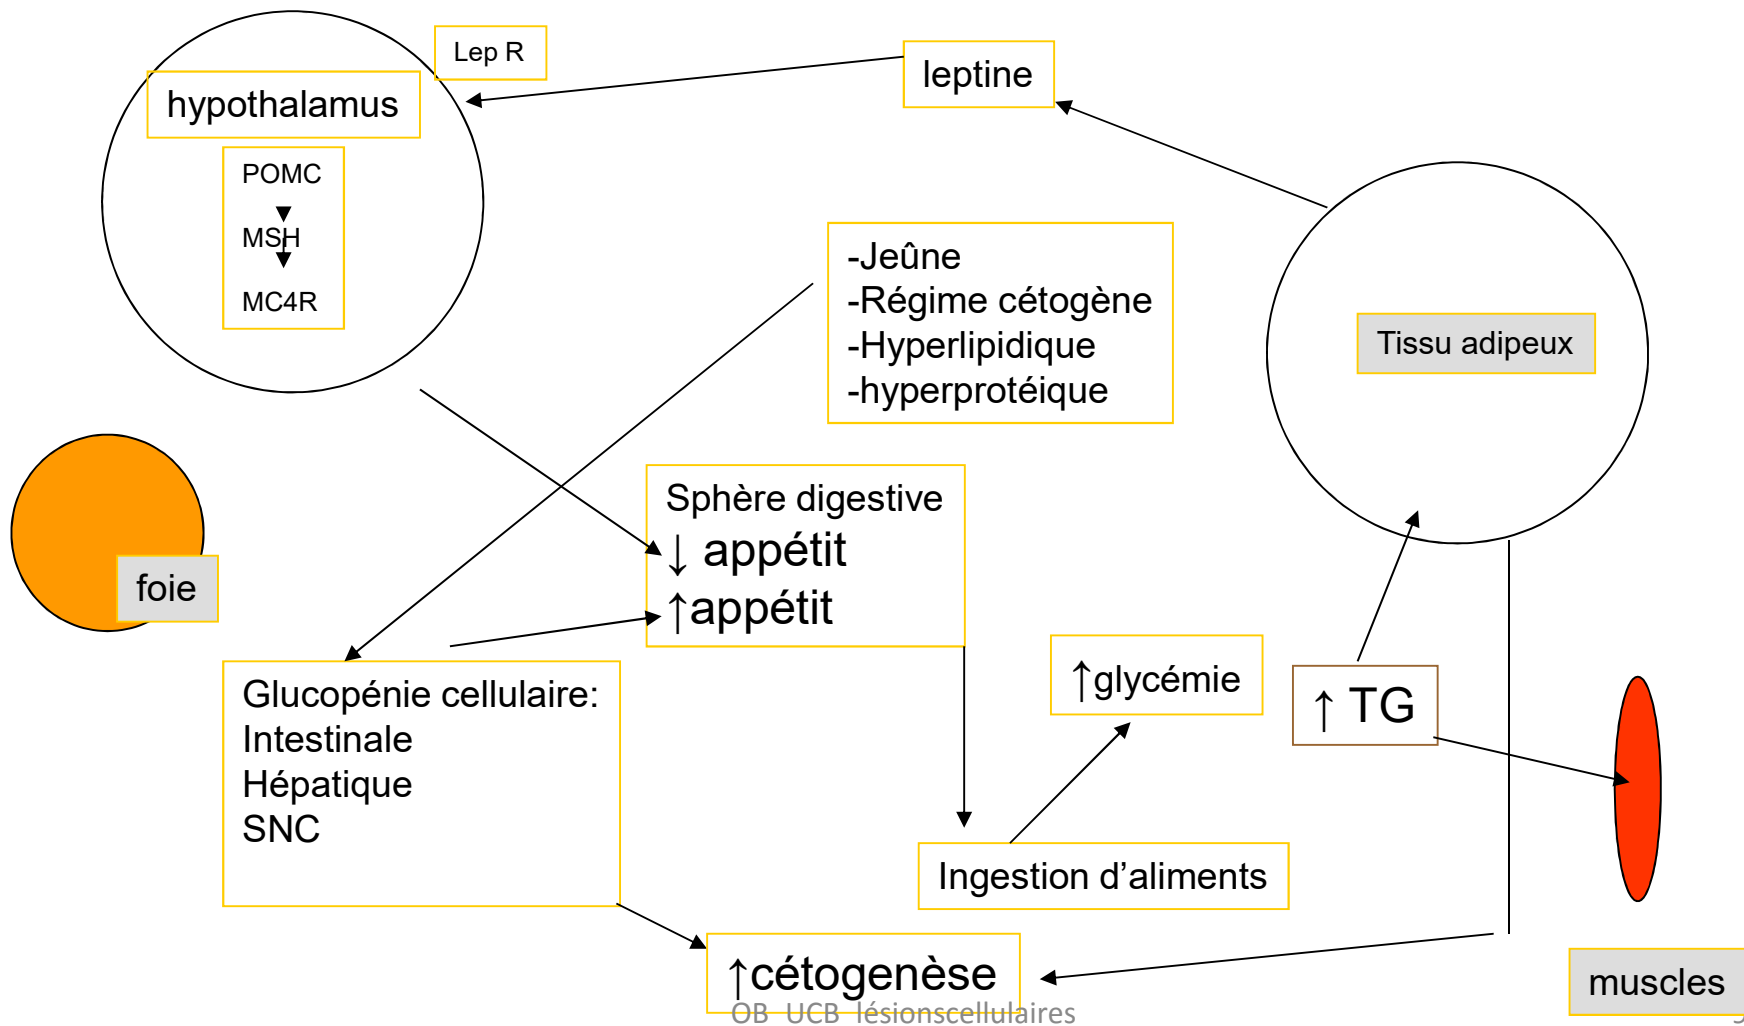 Lep R
leptine
hypothalamus
POMC
MSH
MC4R
-Jeûne
-Régime cétogène
-Hyperlipidique
-hyperprotéique
Tissu adipeux
Sphère digestive
↓ appétit
↑appétit
foie
↑glycémie
↑ TG
Glucopénie cellulaire:
Intestinale
Hépatique
SNC
Ingestion d’aliments
↑cétogenèse
muscles
OB UCB lésionscellulaires